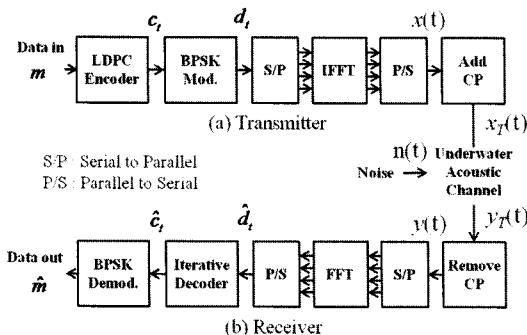 c_t d_t x(t)
Data in m
LDPC Encoder
BPSK Mod.
S/P
IFFT
P/S
Add CP
(a) Transmitter
x_T(t)
S/P : Serial to Parallel
P/S : Parallel to Serial
n(t)
Noise
Underwater Acoustic Channel
ĉ_t d̂_t y(t) y_T(t)
Data out m̂
BPSK Demod.
Iterative Decoder
P/S
FFT
S/P
Remove CP
(b) Receiver